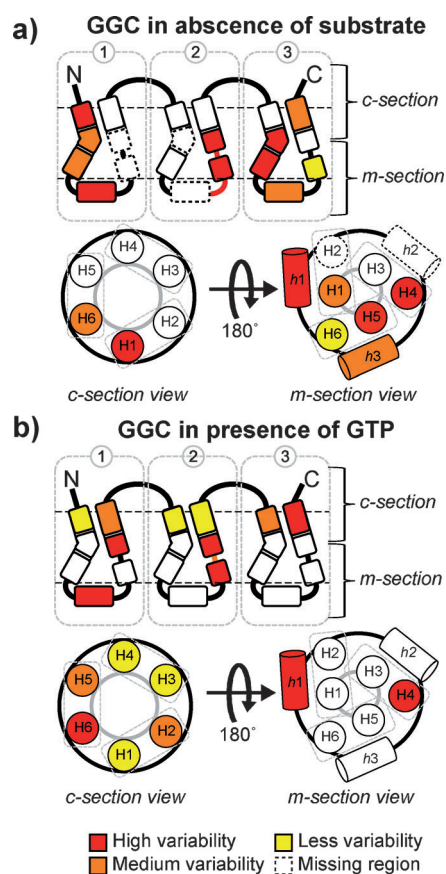 a) GGC in abscence of substrate
1 2 3
N C
c-section
m-section
H4
H5 H3
H6 H2
H1
180°
h1 H2 h2
H3
H1 H4
H5
H6
h3
c-section view m-section view
b) GGC in presence of GTP
1 2 3
N C
c-section
m-section
H4
H5 H3
H6 H2
H1
180°
h1 H2 h2
H3
H1 H4
H5
H6
h3
c-section view m-section view
High variability Less variability
Medium variability Missing region